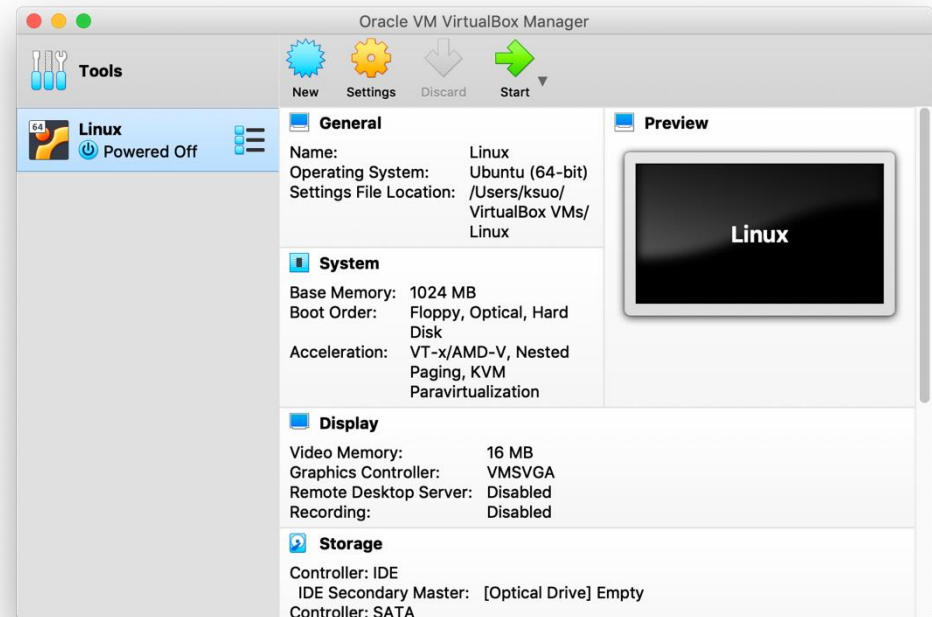 Oracle VM VirtualBox Manager
Tools
New Settings Discard Start
64
Linux
Powered Off
General
Name: Linux
Operating System: Ubuntu (64-bit)
Settings File Location: /Users/ksuo/
VirtualBox VMs/
Linux
Preview
Linux
System
Base Memory: 1024 MB
Boot Order: Floppy, Optical, Hard
Disk
Acceleration: VT-x/AMD-V, Nested
Paging, KVM
Paravirtualization
Display
Video Memory: 16 MB
Graphics Controller: VMSVGA
Remote Desktop Server: Disabled
Recording: Disabled
Storage
Controller: IDE
IDE Secondary Master: [Optical Drive] Empty
Controller: SATA